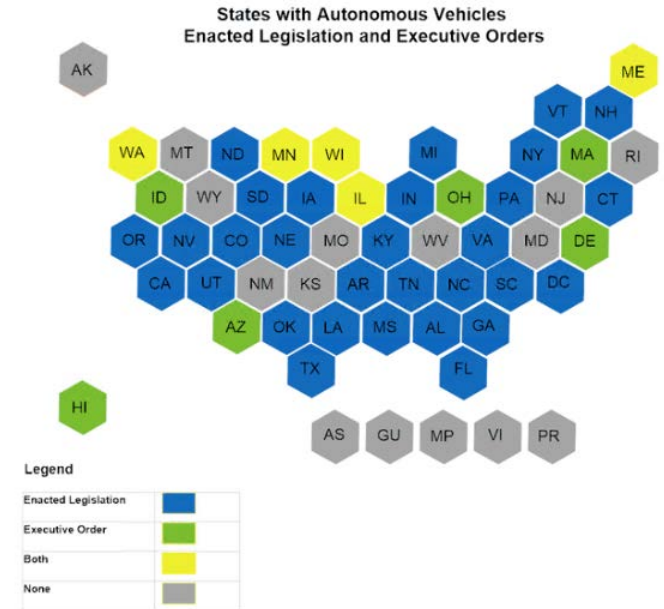 States with Autonomous Vehicles
Enacted Legislation and Executive Orders
AK
ME
VT NH
WA MT ND MN WI MI NY MA RI
ID WY SD IA IL IN OH PA NJ CT
OR NV CO NE MO KY WV VA MD DE
CA UT NM KS AR TN NC SC DC
AZ OK LA MS AL GA
TX FL
HI
AS GU MP VI PR
Legend
Enacted Legislation
Executive Order
Both
None